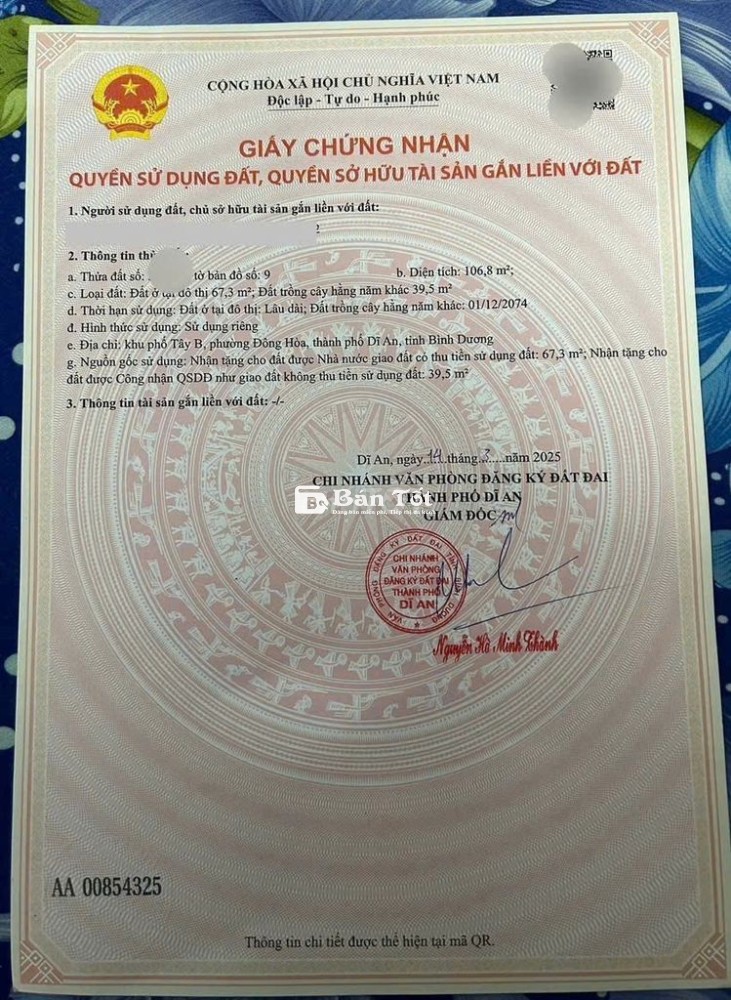 CỘNG HÒA XÃ HỘI CHỦ NGHĨA VIỆT NAM
Độc lập - Tự do - Hạnh phúc
GIẤY CHỨNG NHẬN
QUYỀN SỬ DỤNG ĐẤT, QUYỀN SỞ HỮU TÀI SẢN GẮN LIỀN VỚI ĐẤT
1. Người sử dụng đất, chủ sở hữu tài sản gắn liền với đất:
2. Thông tin
a. Thửa đất số: tờ bản đồ số: 9 b. Diện tích: 106,8 m²;
c. Loại đất: Đất ở tại đô thị 67,3 m²; Đất trồng cây hằng năm khác 39,5 m²
d. Thời hạn sử dụng: Đất ở tại đô thị: Lâu dài; Đất trồng cây hằng năm khác: 01/12/2074
đ. Hình thức sử dụng: Sử dụng riêng
e. Địa chỉ: khu phố Tây B, phường Đông Hòa, thành phố Dĩ An, tỉnh Bình Dương
g. Nguồn gốc sử dụng: Nhận tặng cho đất được Nhà nước giao đất có thu tiền sử dụng đất: 67,3 m²; Nhận tặng cho
đất được Công nhận QSDĐ như giao đất không thu tiền sử dụng đất: 39,5 m²
3. Thông tin tài sản gắn liền với đất: -/-
Dĩ An, ngày 14 tháng 3 năm 2025
CHI NHÁNH VĂN PHÒNG ĐĂNG KÝ ĐẤT ĐAI
THÀNH PHỐ DĨ AN
GIÁM ĐỐC
Bán Tốt
CHI NHÁNH
VĂN PHÒNG
ĐĂNG KÝ ĐẤT ĐAI
THÀNH PHỐ
DĨ AN
Nguyễn Hà Minh Thành
AA 00854325
Thông tin chi tiết được thể hiện tại mã QR.